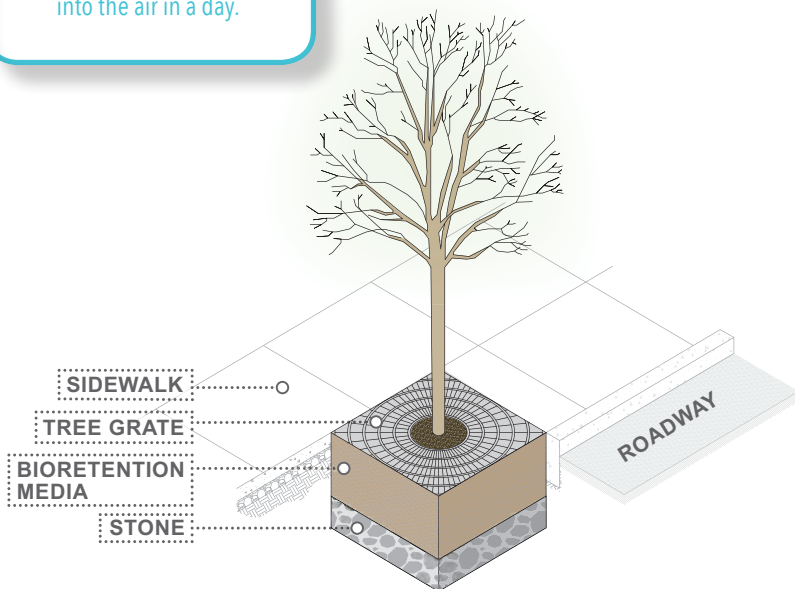 into the air in a day.
SIDEWALK
TREE GRATE
BIORETENTION
MEDIA
STONE
ROADWAY